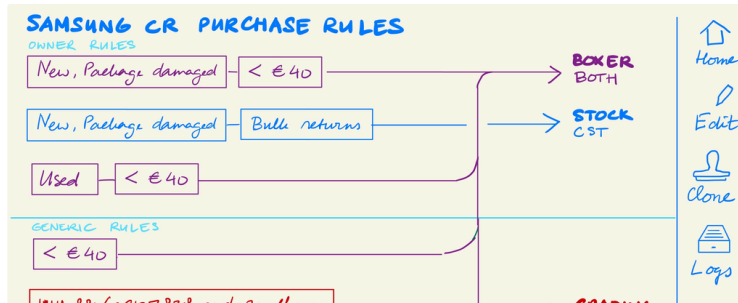 SAMSUNG CR PURCHASE RULES
OWNER RULES
New, Package damaged < €40 BOXER
BOTH
New, Package damaged Bulk returns STOCK
CST
Used < €40
GENERIC RULES
< €40
Home
Edit
Clone
Logs